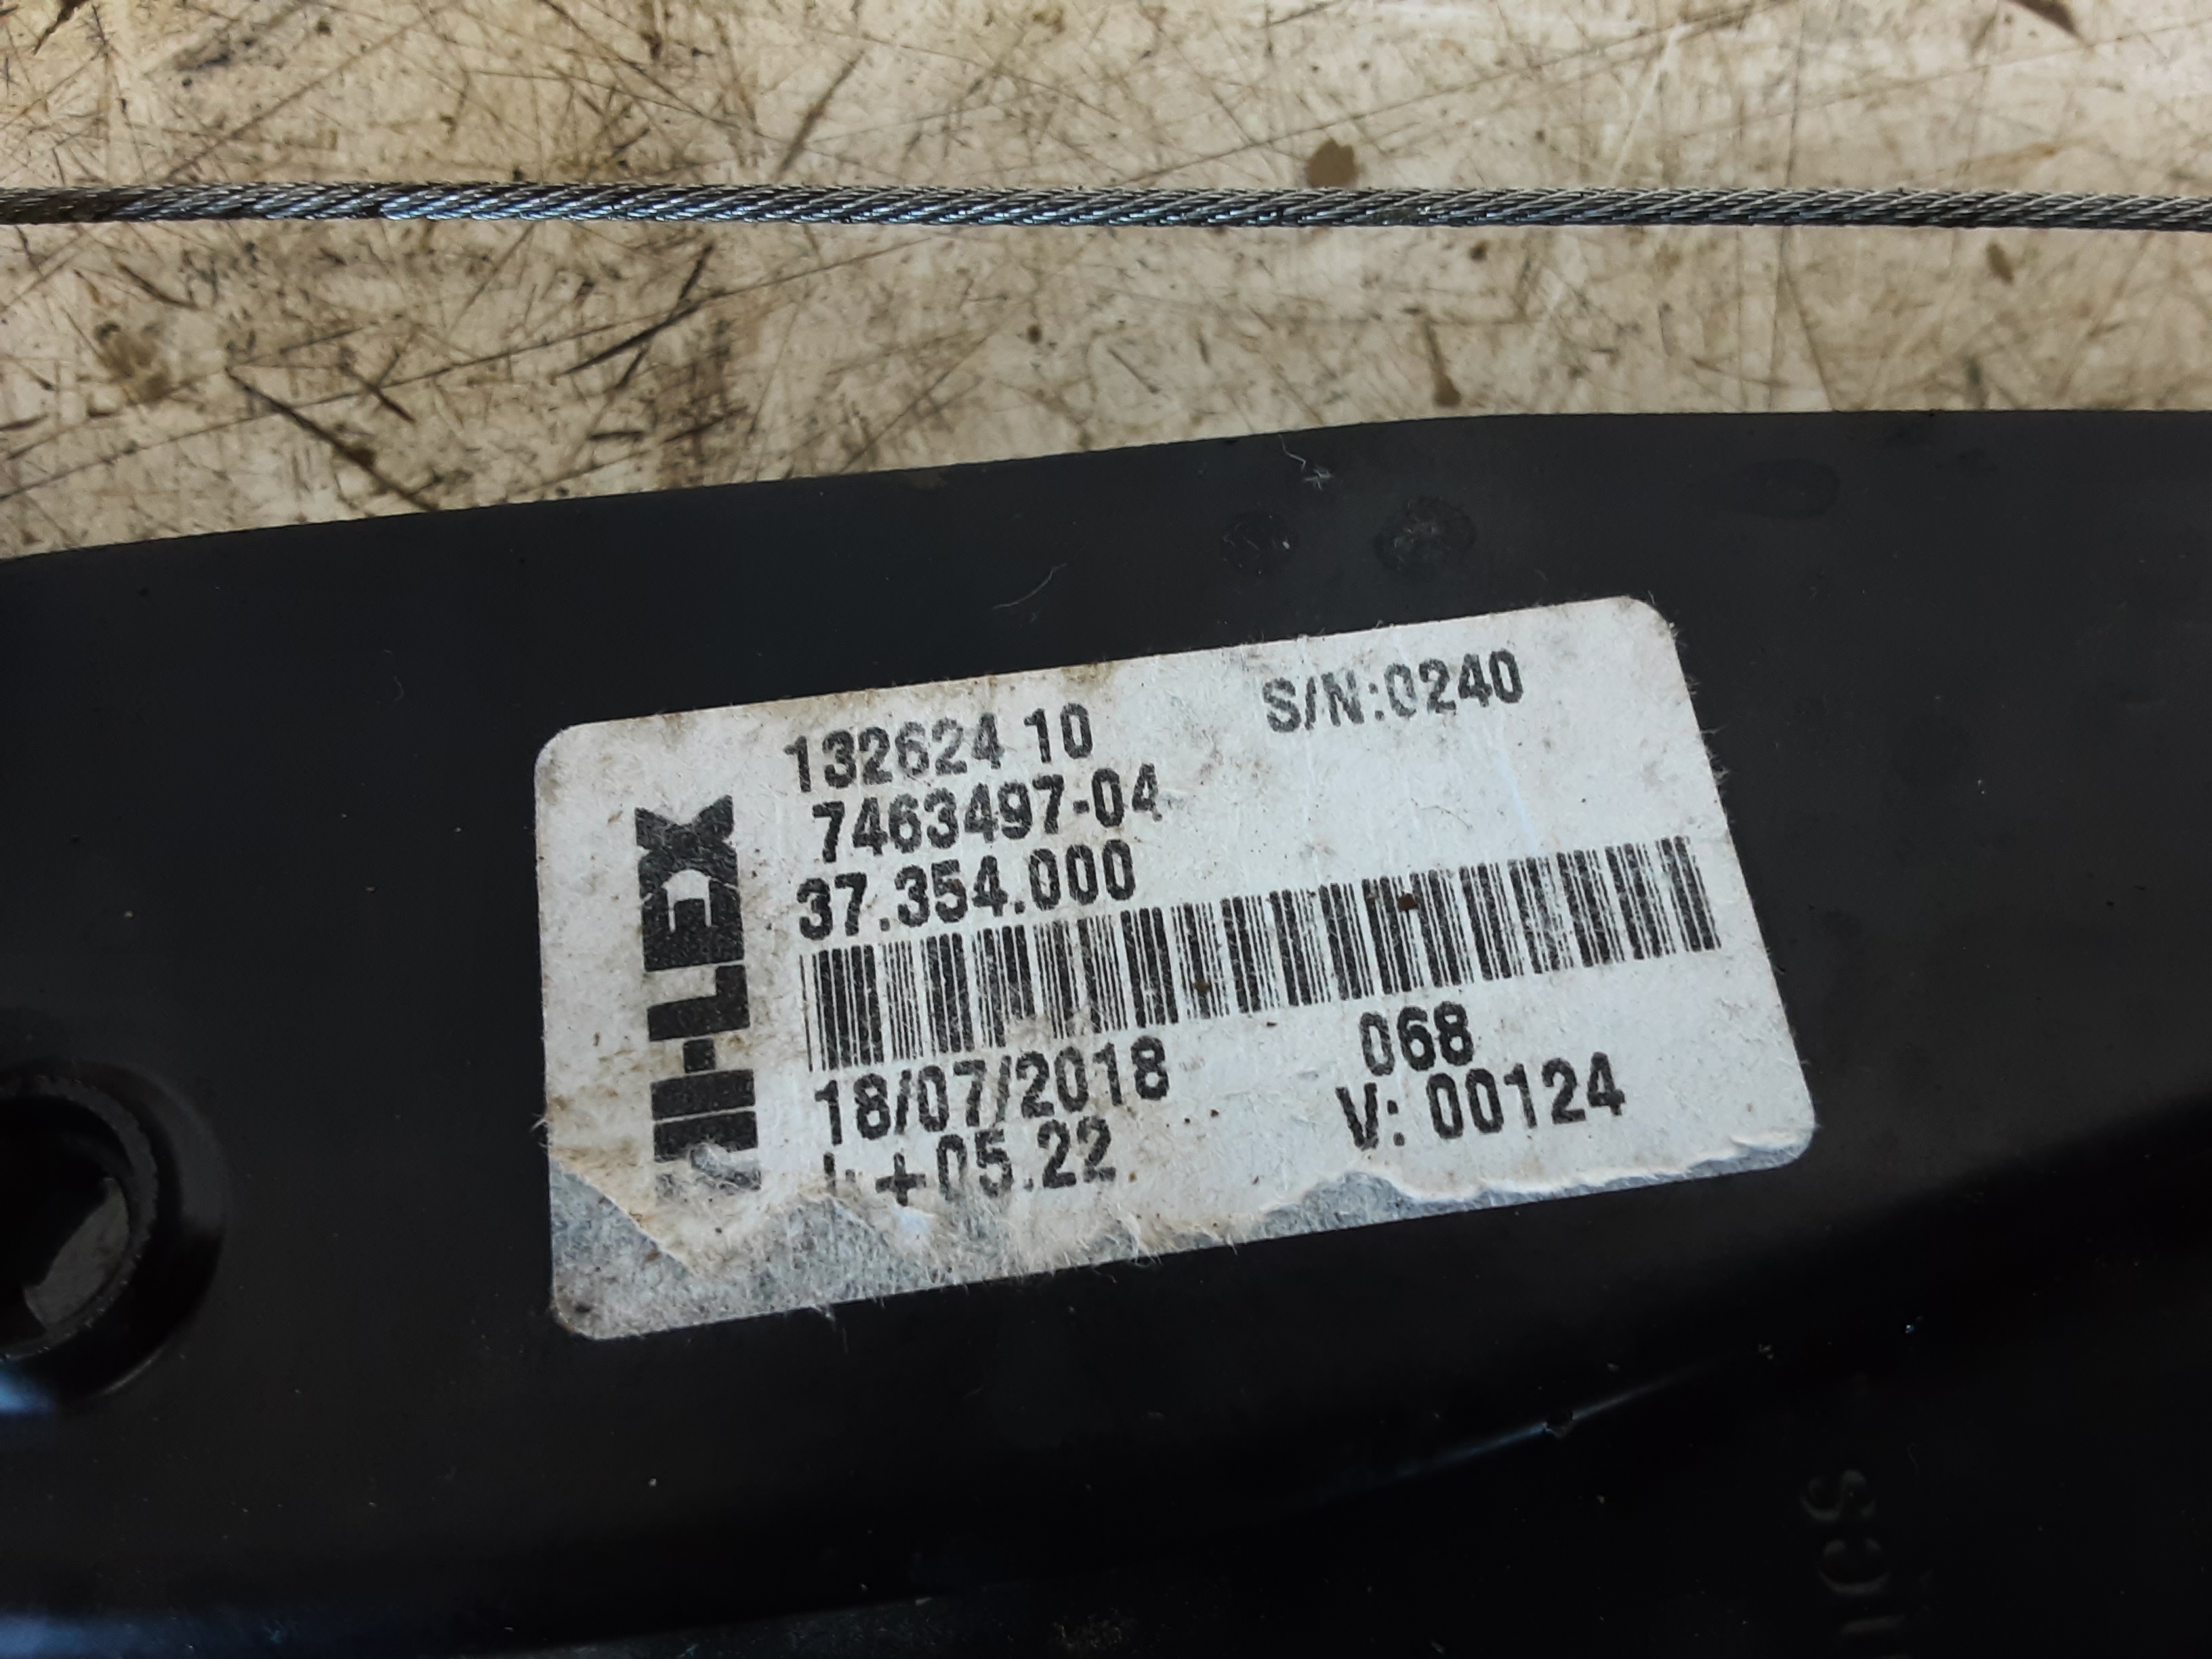 132624 10 S/N:0240
7463497-04
37.354.000
HI-LEX
18/07/2018 068
+05.22 V: 00124